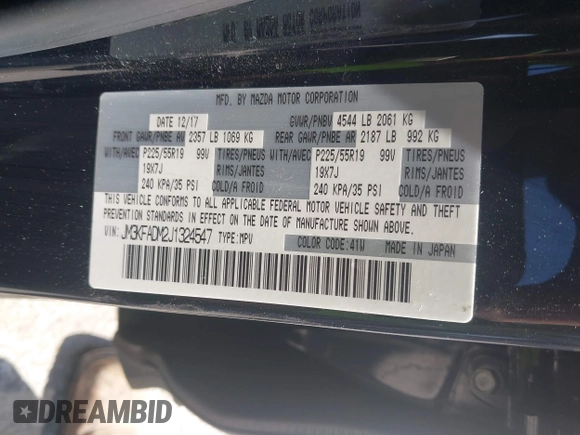 MFD. BY MAZDA MOTOR CORPORATION
DATE 12/17 GVWR/PNBV 4544 LB 2061 KG
FRONT GAWR/PNBE AV 2357 LB 1069 KG REAR GAWR/PNBE AR 2187 LB 992 KG
WITH/AVEC P225/55R19 99V TIRES/PNEUS WITH/AVEC P225/55R19 99V TIRES/PNEUS
19X7J RIMS/JANTES 19X7J RIMS/JANTES
240 KPA/35 PSI COLD/A FROID 240 KPA/35 PSI COLD/A FROID
THIS VEHICLE CONFORMS TO ALL APPLICABLE FEDERAL MOTOR VEHICLE SAFETY AND THEFT
PREVENTION STANDARDS IN EFFECT ON THE DATE OF MANUFACTURE SHOWN ABOVE.
VIN: JM3KFADM2J1324547 TYPE:MPV COLOR CODE:41W MADE IN JAPAN
DREAMBID